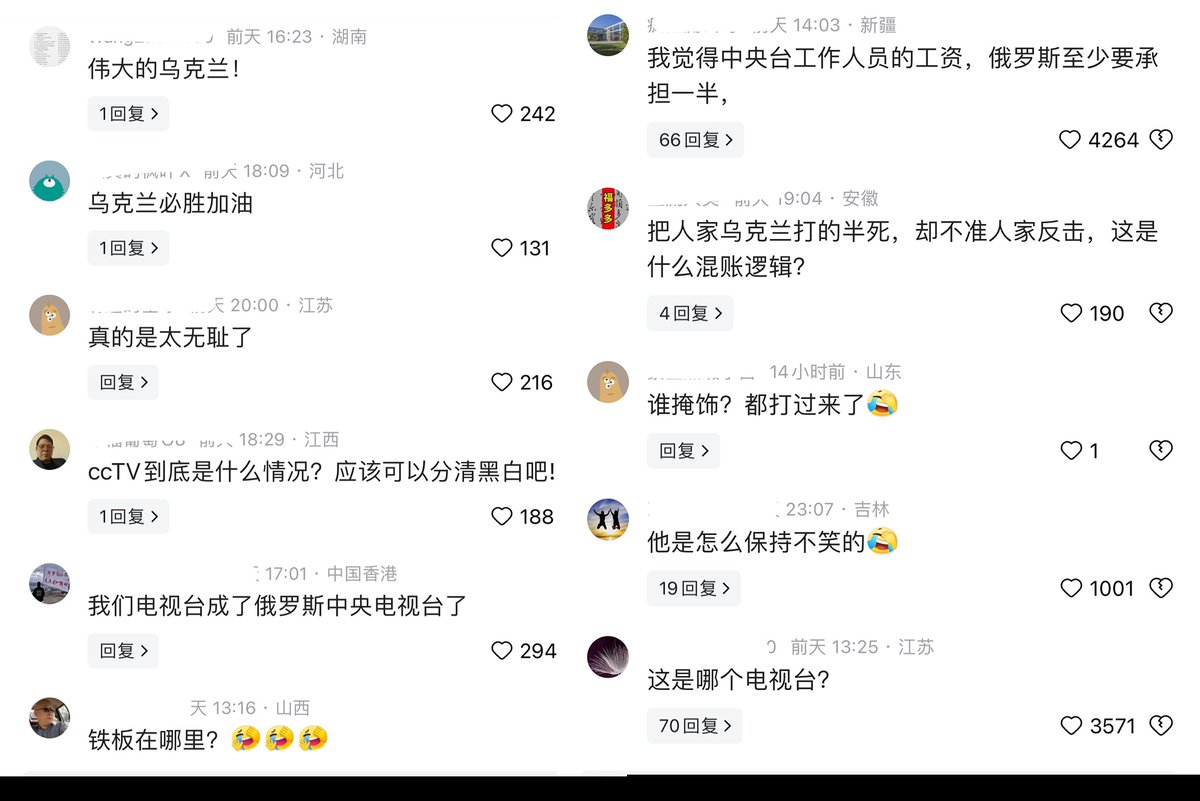 前天 16:23 · 湖南
伟大的乌克兰！
1回复 >
242
前天 18:09 · 河北
乌克兰必胜加油
1回复 >
131
天 20:00 · 江苏
真的是太无耻了
回复 >
216
前天 18:29 · 江西
ccTV到底是什么情况？应该可以分清黑白吧！
1回复 >
188
17:01 · 中国香港
我们电视台成了俄罗斯中央电视台了
回复 >
294
天 13:16 · 山西
铁板在哪里？🤣🤣🤣
天 14:03 · 新疆
我觉得中央台工作人员的工资，俄罗斯至少要承
担一半，
66回复 >
4264
福多多
前天 19:04 · 安徽
把人家乌克兰打的半死，却不准人家反击，这是
什么混账逻辑？
4回复 >
190
14小时前 · 山东
谁掩饰？都打过来了😂
回复 >
1
23:07 · 吉林
他是怎么保持不笑的😂
19回复 >
1001
前天 13:25 · 江苏
这是哪个电视台？
70回复 >
3571